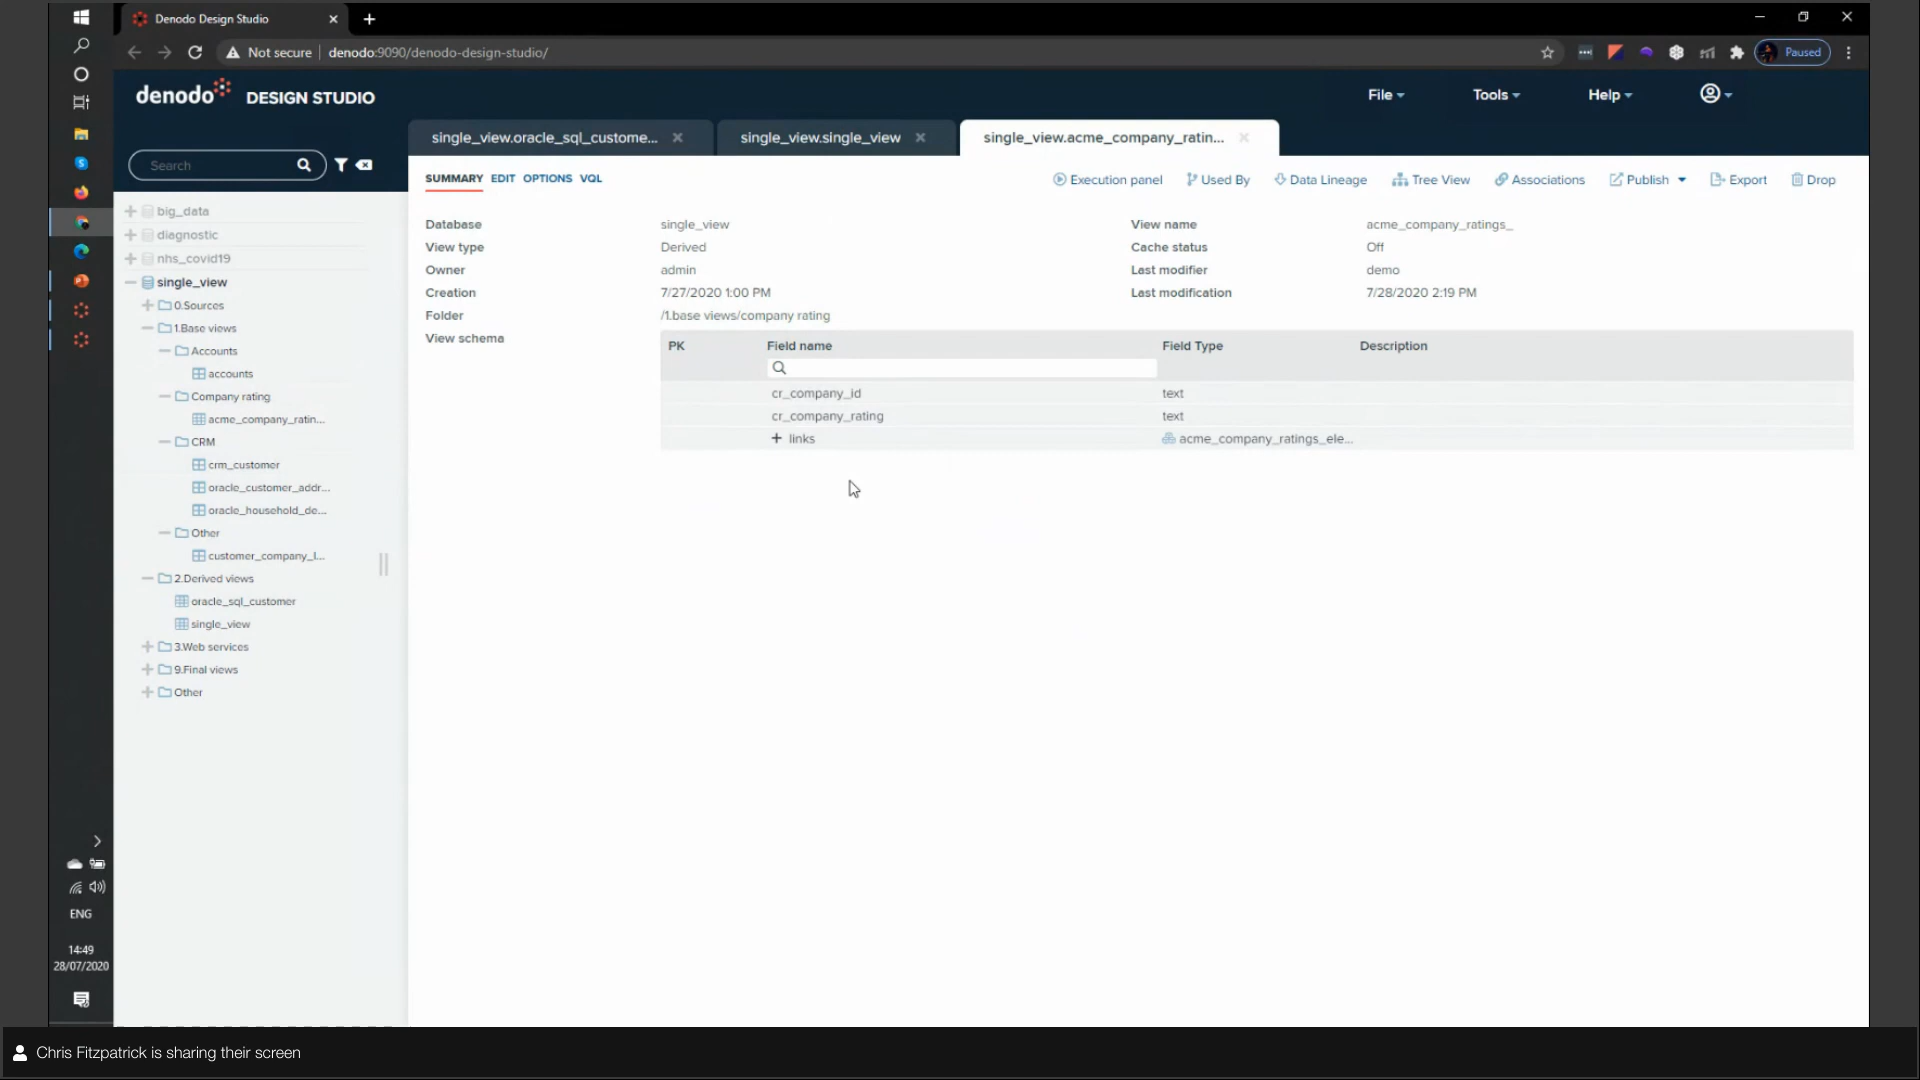 Denodo Design Studio
Not secure | denodo:9090/denodo-design-studio/
Paused
denodo DESIGN STUDIO
File
Tools
Help
single_view.oracle_sql_custome...
single_view.single_view
single_view.acme_company_ratin...
Search
SUMMARY EDIT OPTIONS VQL
Execution panel
Used By
Data Lineage
Tree View
Associations
Publish
Export
Drop
big_data
diagnostic
nhs_covid19
single_view
0.Sources
1.Base views
Accounts
accounts
Company rating
acme_company_ratin...
CRM
crm_customer
oracle_customer_addr...
oracle_household_de...
Other
customer_company_l...
2.Derived views
oracle_sql_customer
single_view
3.Web services
9.Final views
Other
Database single_view View name acme_company_ratings_
View type Derived Cache status Off
Owner admin Last modifier demo
Creation 7/27/2020 1:00 PM Last modification 7/28/2020 2:19 PM
Folder /1.base views/company rating
View schema
PK Field name Field Type Description
cr_company_id text
cr_company_rating text
+ links acme_company_ratings_ele...
ENG
14:49
28/07/2020
Chris Fitzpatrick is sharing their screen